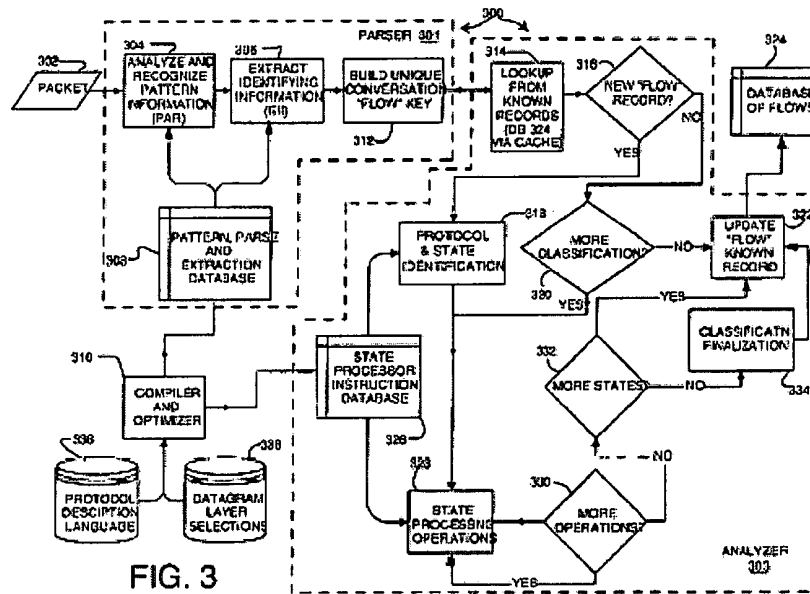 302
PACKET
304
ANALYZE AND
RECOGNIZE
PATTERN
INFORMATION
(PAR)
306
EXTRACT
IDENTIFYING
INFORMATION
PARSER 301
BUILD UNIQUE
CONVERSATION
"FLOW" KEY
312
300
314
LOOKUP
FROM
KNOWN
RECORDS
(DB 324
VIA CACHE)
316
NEW "FLOW"
RECORD?
NO
YES
324
DATABASE
OF FLOWS
308
PATTERN, PARSE
AND
EXTRACTION
DATABASE
PROTOCOL
& STATE
IDENTIFICATION
318
MORE
CLASSIFICATION?
320
NO
YES
UPDATE
"FLOW"
KNOWN
RECORD
322
310
COMPILER
AND
OPTIMIZER
STATE
PROCESSOR
INSTRUCTION
DATABASE
326
YES
332
MORE STATES
NO
CLASSIFICATN
FINALIZATION
334
336
PROTOCOL
DESCIPTION
LANGUAGE
338
DATAGRAM
LAYER
SELECTIONS
STATE
PROCESSNG
OPERATIONS
NO
MORE
OPERATIONS?
YES
ANALYZER
303
FIG. 3